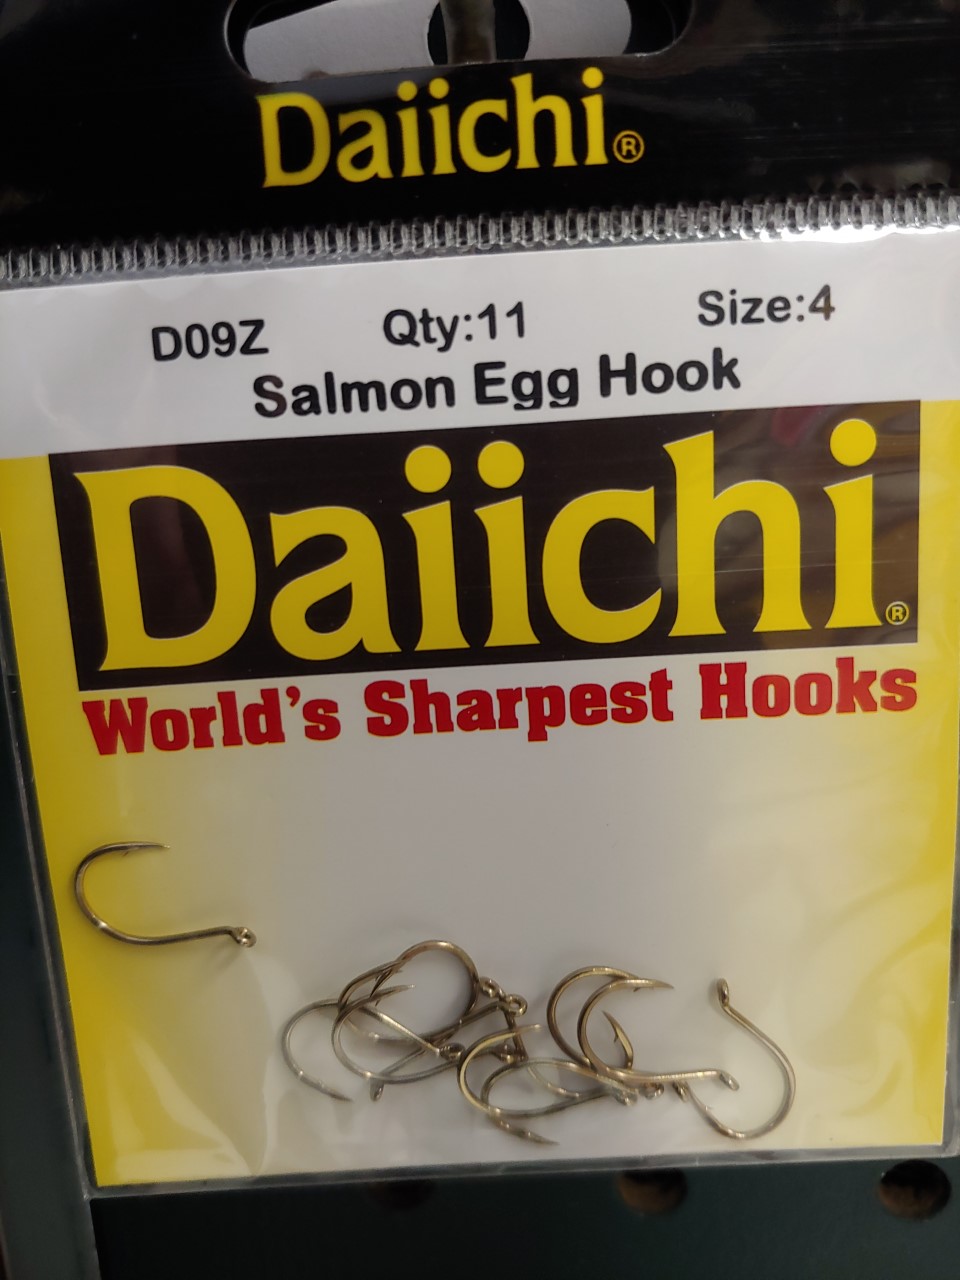 Daiichi®
D09Z Qty:11 Size:4
Salmon Egg Hook
Daiichi®
World's Sharpest Hooks